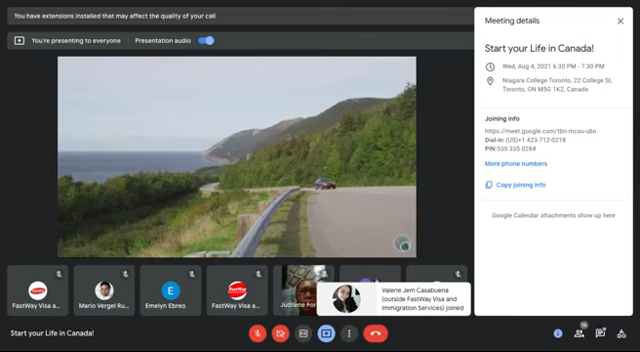 You have extensions installed that may affect the quality of your call
You're presenting to everyone
Presentation audio
Meeting details
Start your Life in Canada!
Wed, Aug 4, 2021 6:30 PM - 7:30 PM
Niagara College Toronto, 22 College St,
Toronto, ON M5G 1K2, Canada
Joining info
https://meet.google.com/tbn-mcsu-ubn
Dial-in: (US)+1 423-712-0218
PIN:535 335 028#
More phone numbers
Copy joining info
Google Calendar attachments show up here
FastWay Visa a...
Mario Vergel Ru...
E
Emelyn Ebreo
FastWay
FastWay Visa a...
Judilene For
Valerie Jem Casabuena
(outside FastWay Visa and
Immigration Services) joined
Start your Life in Canada!